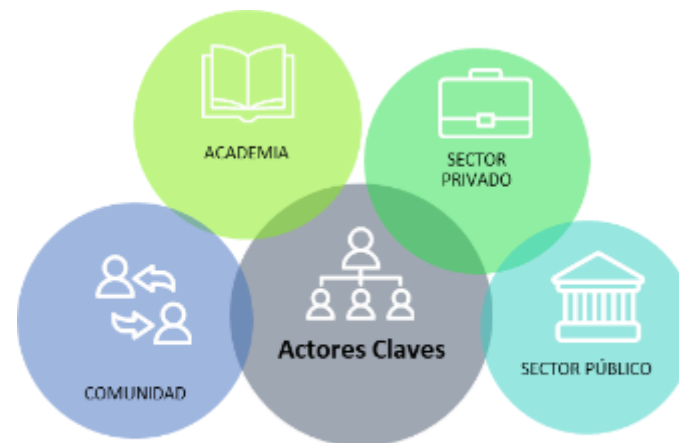 ACADEMIA
SECTOR
PRIVADO
Actores Claves
SECTOR PÚBLICO
COMUNIDAD